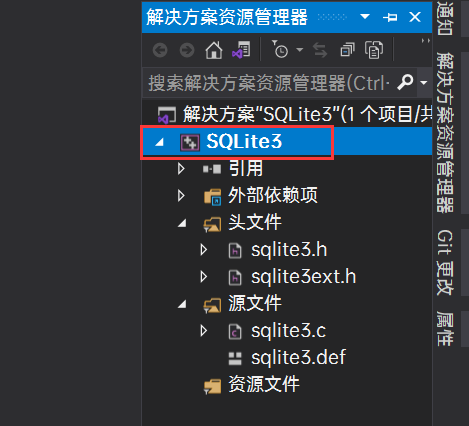 解决方案资源管理器
搜索解决方案资源管理器(Ctrl-
解决方案"SQLite3"(1 个项目/共
SQLite3
引用
外部依赖项
头文件
sqlite3.h
sqlite3ext.h
源文件
sqlite3.c
sqlite3.def
资源文件
通知
解决方案资源管理器
Git 更改
属性